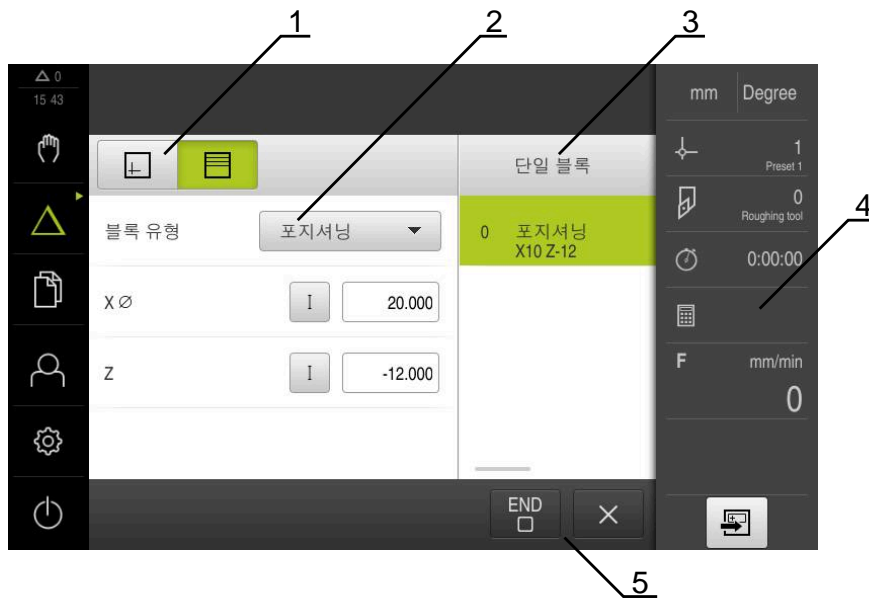 1
2
3
0
15 43
mm
Degree
1
Preset 1
단일 블록
0
Roughing tool
4
블록 유형
포지셔닝
0 포지셔닝
X10 Z-12
0:00:00
X Ø
I
20.000
Z
I
-12.000
F
mm/min
0
END
5